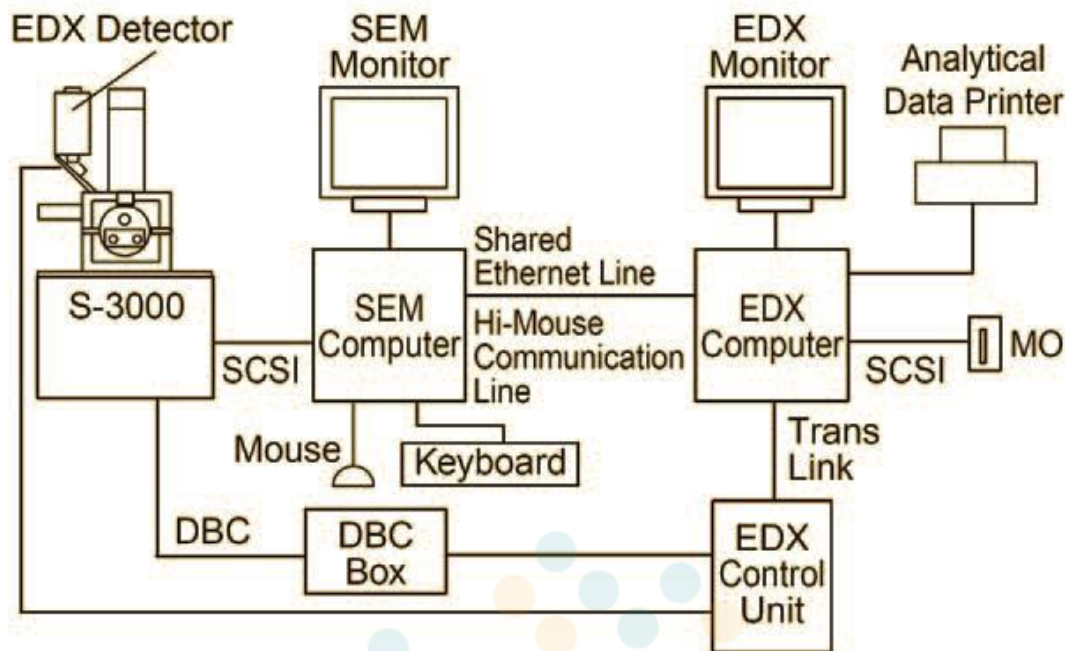 EDX Detector
SEM
Monitor
EDX
Monitor
Analytical
Data Printer
S-3000
SCSI
SEM
Computer
Shared
Ethernet Line
Hi-Mouse
Communication
Line
EDX
Computer
SCSI
MO
Mouse
Keyboard
Trans
Link
DBC
DBC
Box
EDX
Control
Unit